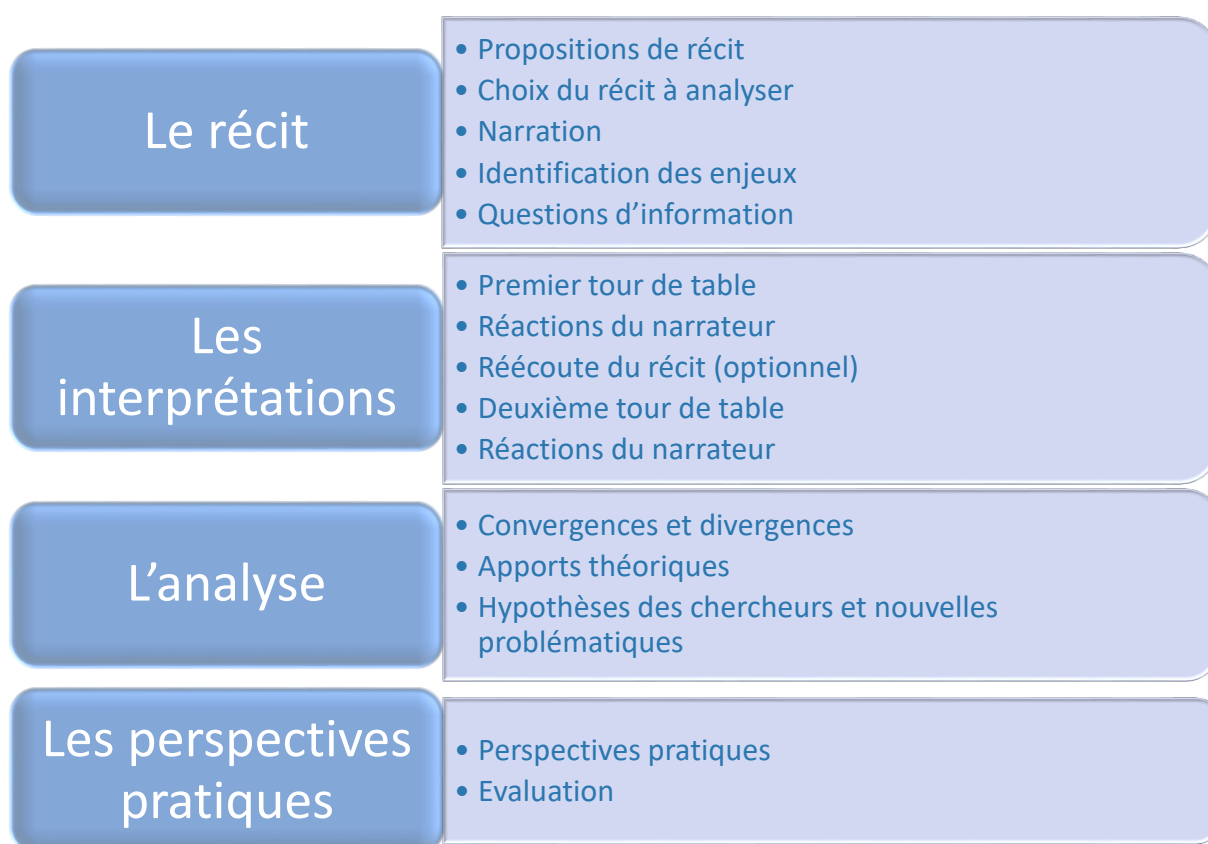 Le récit
• Propositions de récit
• Choix du récit à analyser
• Narration
• Identification des enjeux
• Questions d’information
Les
interprétations
• Premier tour de table
• Réactions du narrateur
• Réécoute du récit (optionnel)
• Deuxième tour de table
• Réactions du narrateur
L’analyse
• Convergences et divergences
• Apports théoriques
• Hypothèses des chercheurs et nouvelles
problématiques
Les perspectives
pratiques
• Perspectives pratiques
• Evaluation